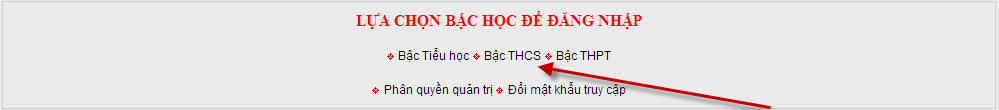 LỰA CHỌN BẬC HỌC ĐỂ ĐĂNG NHẬP
Bậc Tiểu học Bậc THCS Bậc THPT
Phân quyền quản trị Đổi mật khẩu truy cập